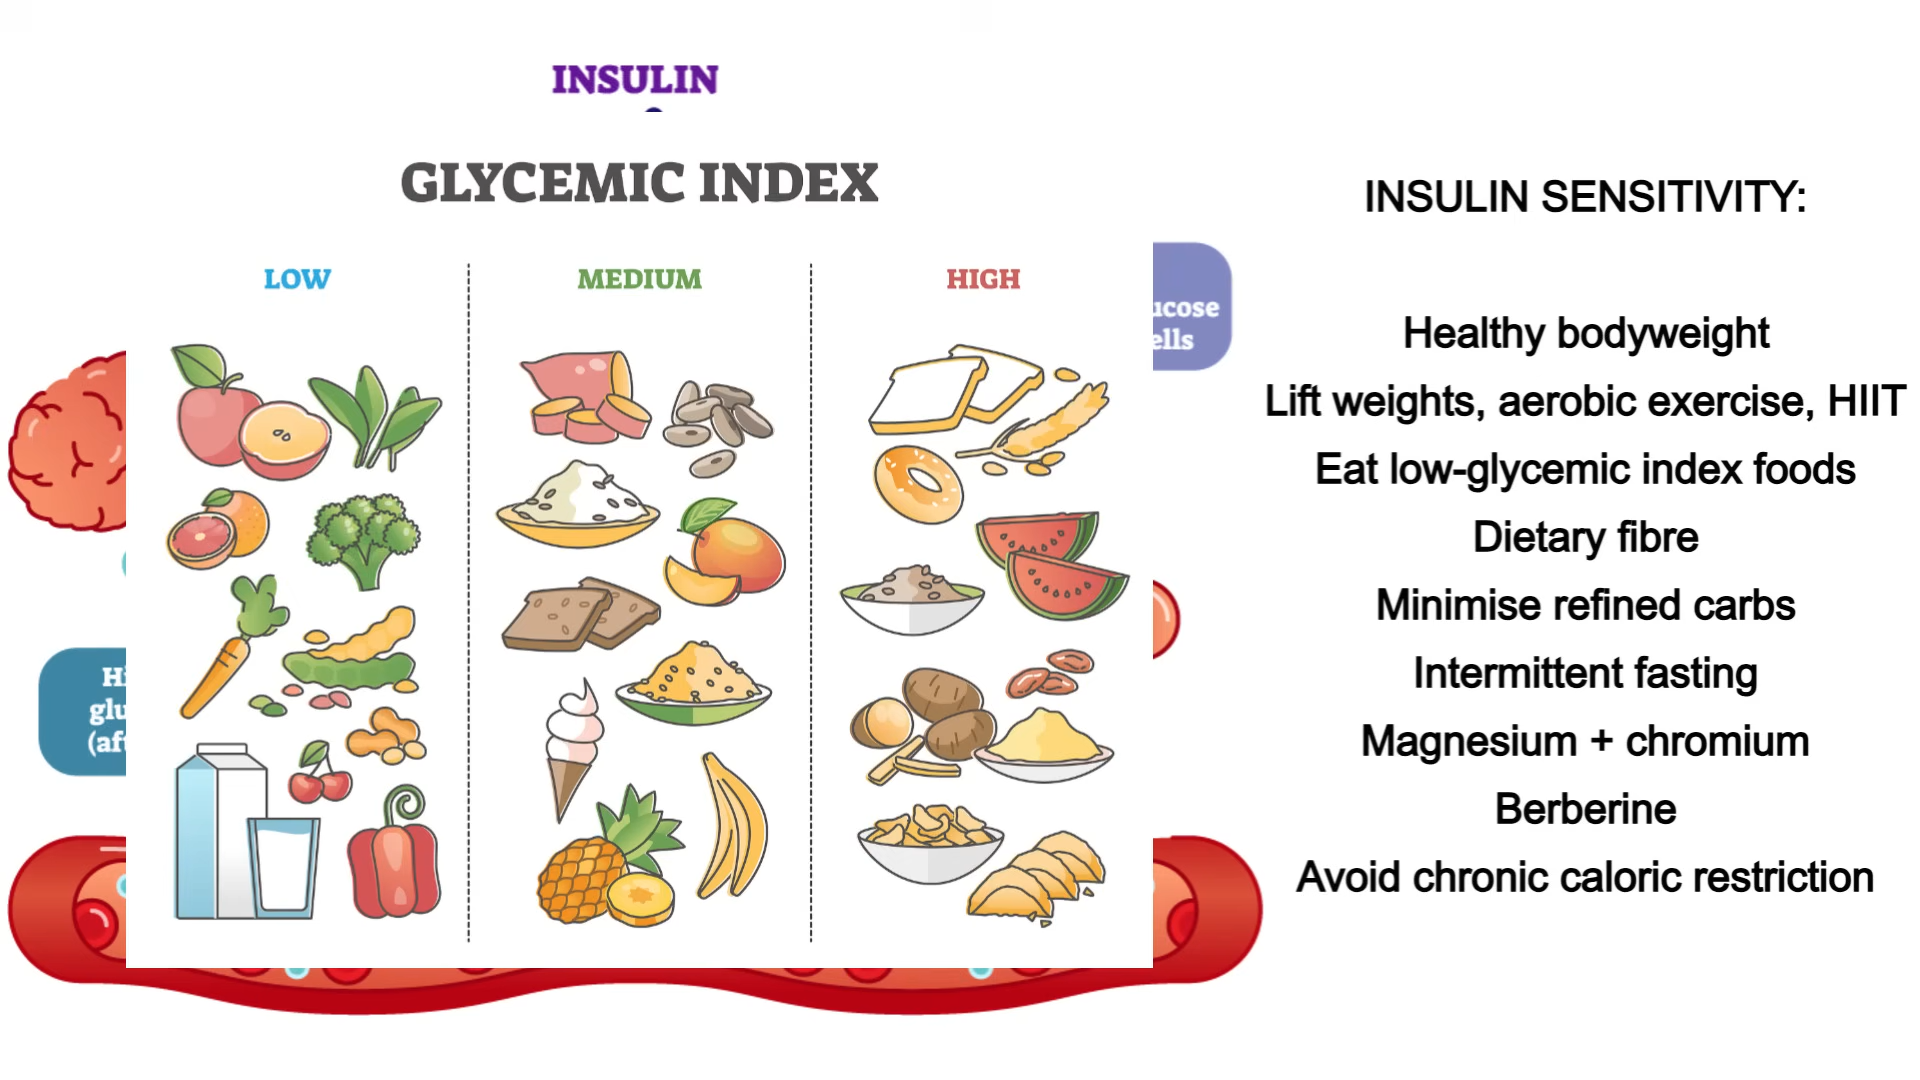 INSULIN
GLYCEMIC INDEX
LOW
MEDIUM
HIGH
INSULIN SENSITIVITY:
Healthy bodyweight
Lift weights, aerobic exercise, HIIT
Eat low-glycemic index foods
Dietary fibre
Minimise refined carbs
Intermittent fasting
Magnesium + chromium
Berberine
Avoid chronic caloric restriction